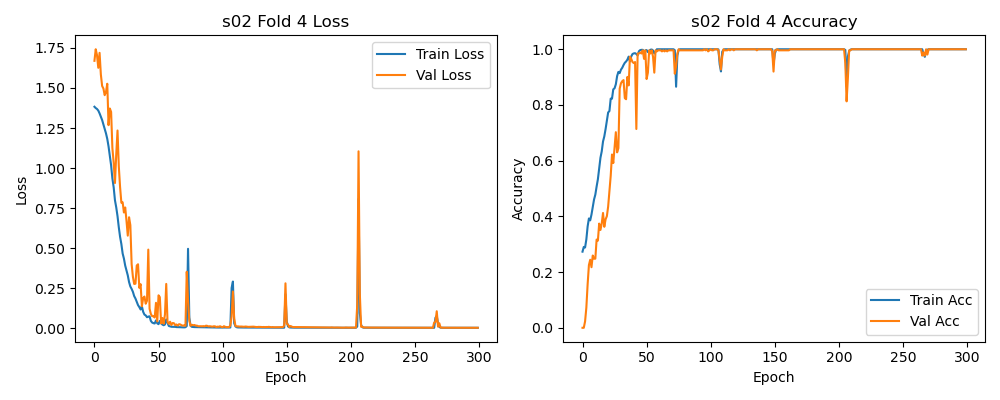 s02 Fold 4 Loss
Loss
1.75
1.50
1.25
1.00
0.75
0.50
0.25
0.00
0 50 100 150 200 250 300
Epoch
Train Loss
Val Loss
s02 Fold 4 Accuracy
Accuracy
1.0
0.8
0.6
0.4
0.2
0.0
0 50 100 150 200 250 300
Epoch
Train Acc
Val Acc